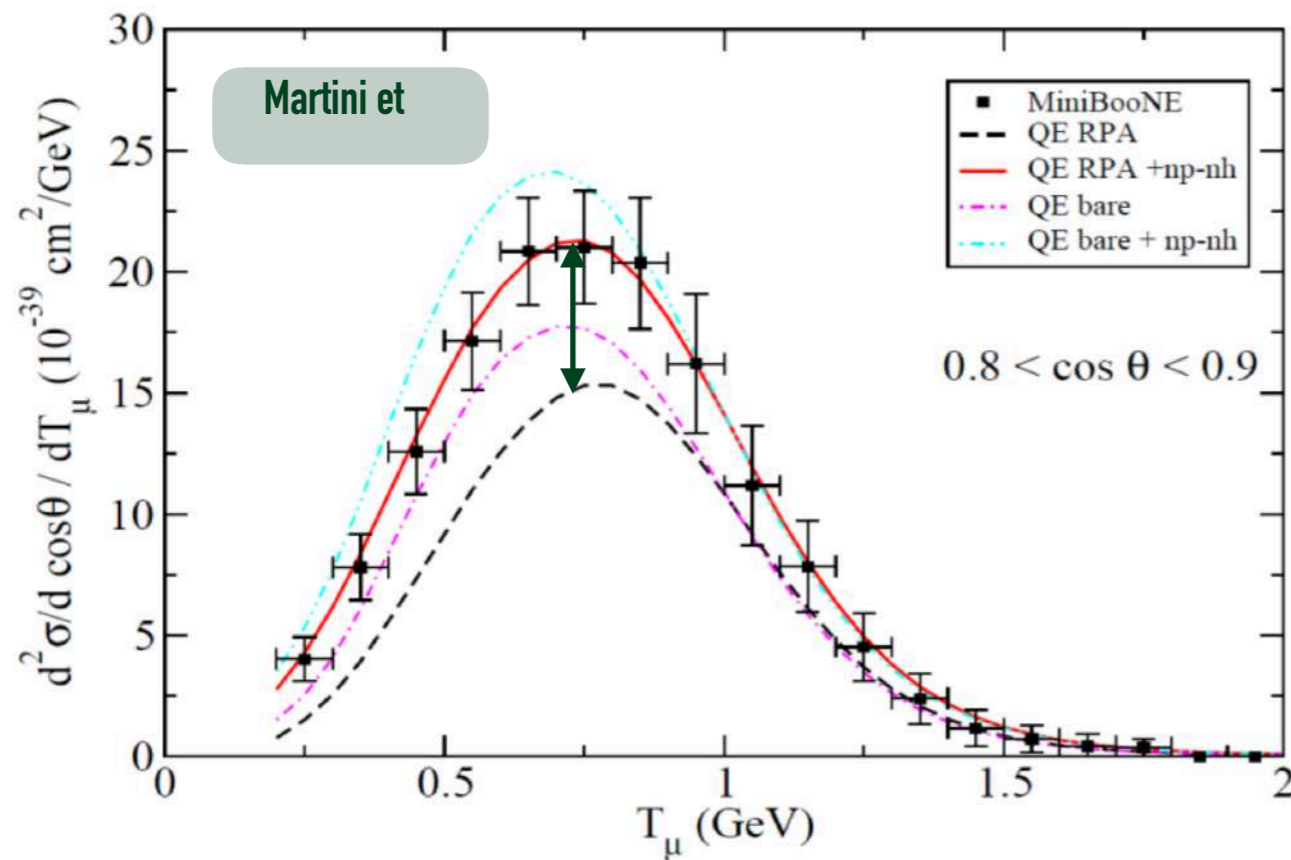 30
25
20
15
10
5
0
d²σ/d cosθ / dT_μ (10⁻³⁹ cm²/GeV)
Martini et
MiniBooNE
QE RPA
QE RPA +np-nh
QE bare
QE bare + np-nh
0.8 < cos θ < 0.9
0 0.5 1 1.5 2
T_μ (GeV)